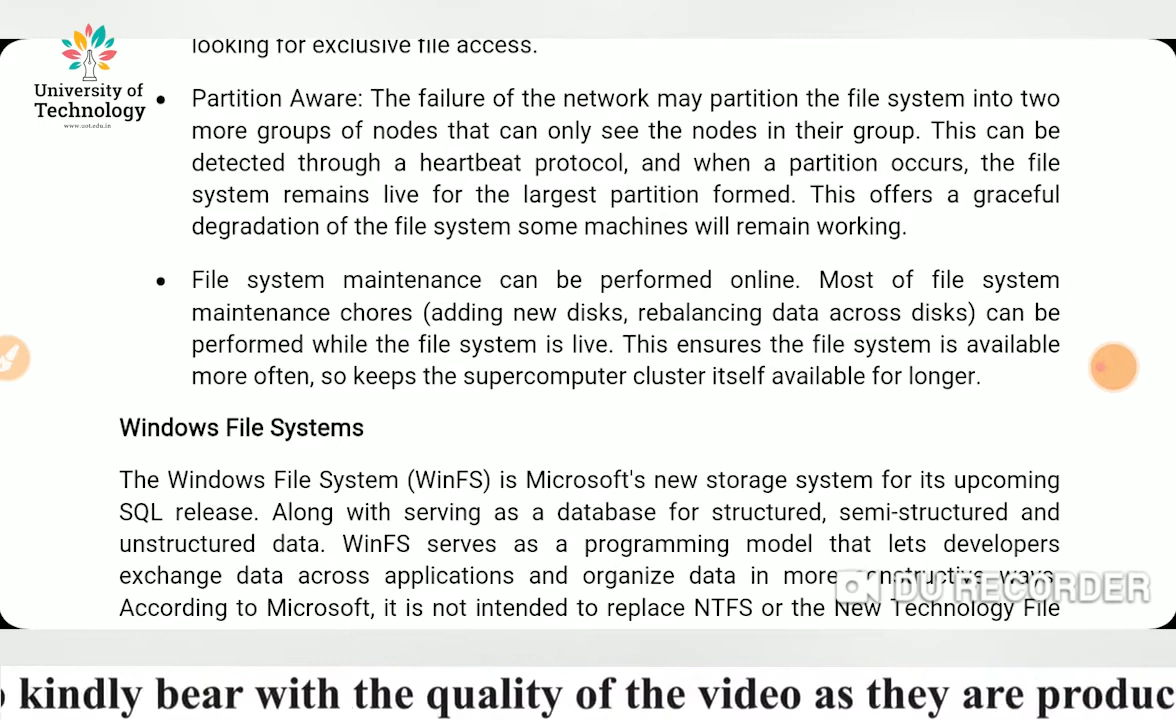 looking for exclusive file access.
University of
Technology
www.uot.edu.in
• Partition Aware: The failure of the network may partition the file system into two
more groups of nodes that can only see the nodes in their group. This can be
detected through a heartbeat protocol, and when a partition occurs, the file
system remains live for the largest partition formed. This offers a graceful
degradation of the file system some machines will remain working.
• File system maintenance can be performed online. Most of file system
maintenance chores (adding new disks, rebalancing data across disks) can be
performed while the file system is live. This ensures the file system is available
more often, so keeps the supercomputer cluster itself available for longer.
Windows File Systems
The Windows File System (WinFS) is Microsoft's new storage system for its upcoming
SQL release. Along with serving as a database for structured, semi-structured and
unstructured data. WinFS serves as a programming model that lets developers
exchange data across applications and organize data in more constructive ways.
DU RECORDER
According to Microsoft, it is not intended to replace NTFS or the New Technology File
kindly bear with the quality of the video as they are produc